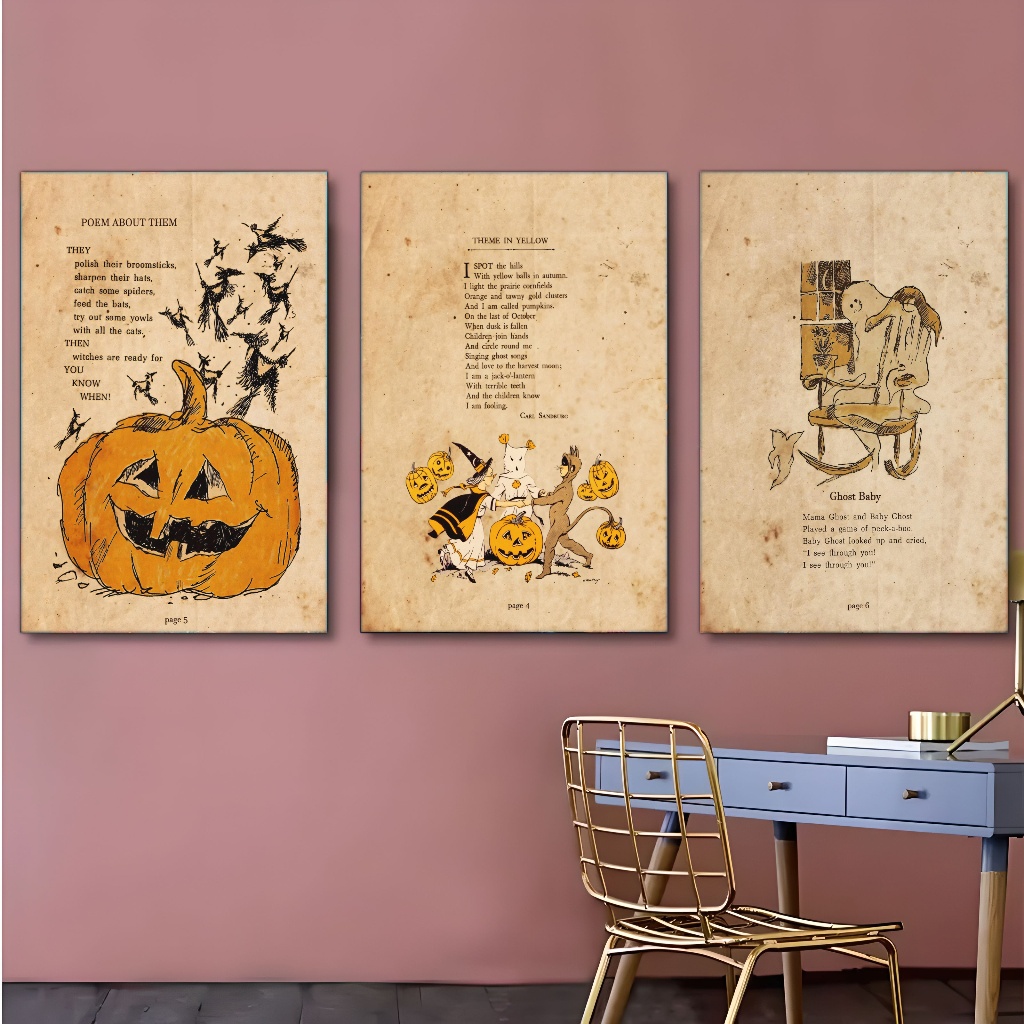 POEM ABOUT THEM
THEY
polish their broomsticks,
sharpen their hats,
catch some spiders,
feed the bats,
try out some yowls
with all the cats,
THEN
witches are ready for
YOU
KNOW
WHEN!
page 5
THEME IN YELLOW
I SPOT the hills
With yellow balls in autumn.
I light the prairie cornfields
Orange and tawny gold clusters
And I am called pumpkins.
On the last of October
When dusk is fallen
Children join hands
And circle round me
Singing ghost songs
And love to the harvest moon;
I am a jack-o'-lantern
With terrible teeth
And the children know
I am fooling.
CARL SANDBURG
page 4
Ghost Baby
Mama Ghost and Baby Ghost
Played a game of peek-a-boo.
Baby Ghost looked up and cried,
"I see through you!
I see through you!"
page 6